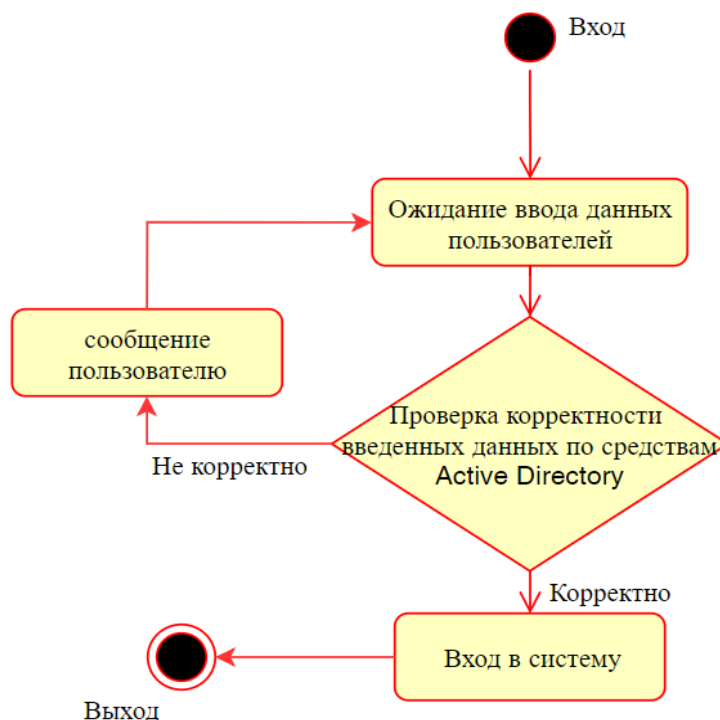 Вход
Ожидание ввода данных
пользователей
сообщение
пользователю
Проверка корректности
введенных данных по средствам
Active Directory
Не корректно
Корректно
Вход в систему
Выход